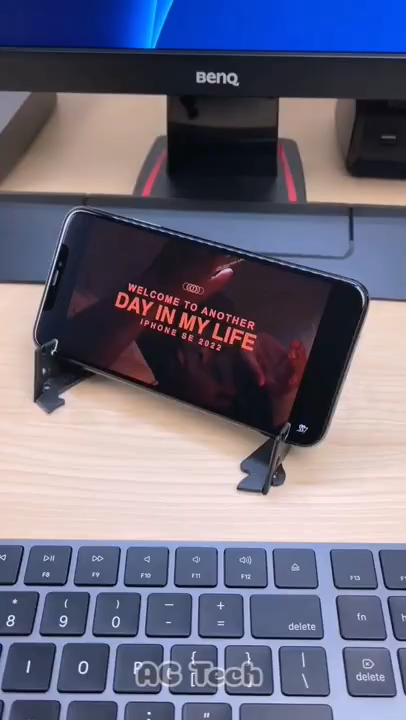 BenQ
WELCOME TO ANOTHER
DAY IN MY LIFE
IPHONE SE 2022
F8
F9
F10
F11
F12
F13
*
8
(
9
)
0
—
-
+
=
delete
fn
I
O
P
{
[
}
]
|
\
delete
"
AC Tech